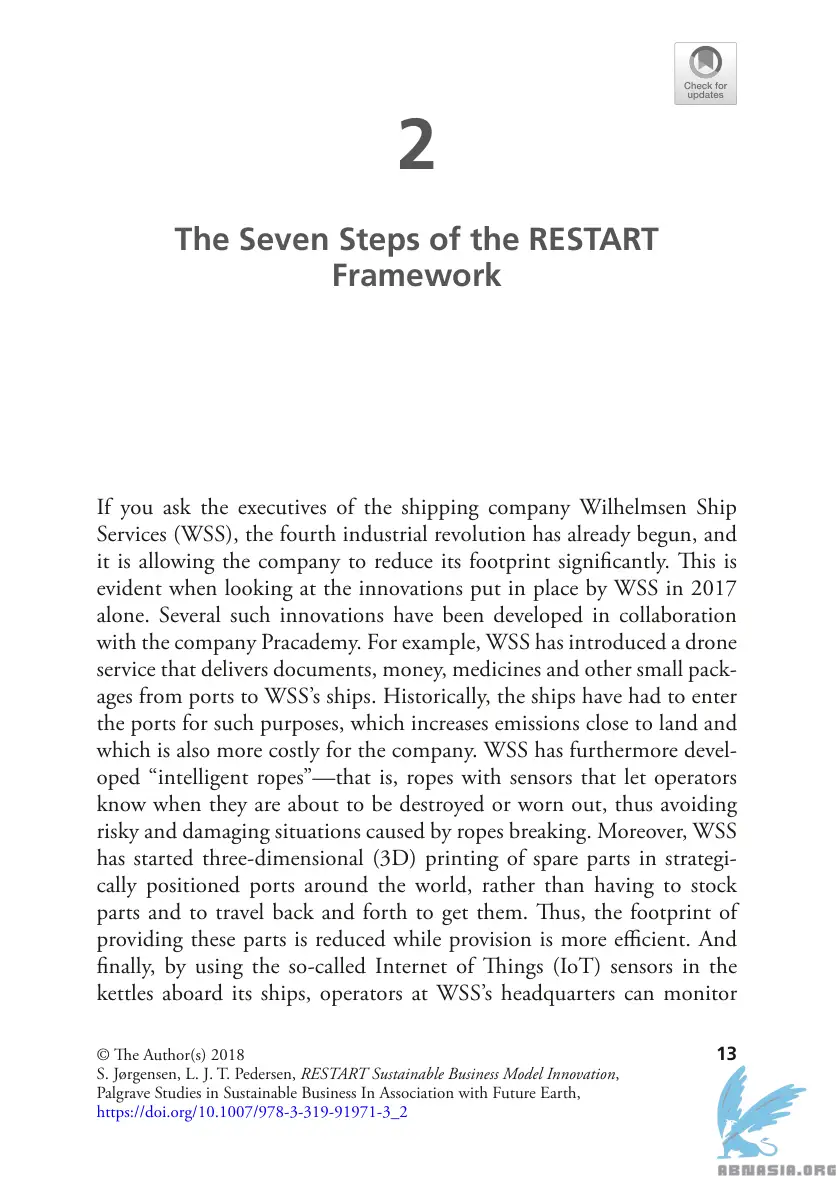 Check for
updates
2
The Seven Steps of the RESTART
Framework
If you ask the executives of the shipping company Wilhelmsen Ship
Services (WSS), the fourth industrial revolution has already begun, and
it is allowing the company to reduce its footprint significantly. This is
evident when looking at the innovations put in place by WSS in 2017
alone. Several such innovations have been developed in collaboration
with the company Pracademy. For example, WSS has introduced a drone
service that delivers documents, money, medicines and other small pack-
ages from ports to WSS’s ships. Historically, the ships have had to enter
the ports for such purposes, which increases emissions close to land and
which is also more costly for the company. WSS has furthermore devel-
oped “intelligent ropes”—that is, ropes with sensors that let operators
know when they are about to be destroyed or worn out, thus avoiding
risky and damaging situations caused by ropes breaking. Moreover, WSS
has started three-dimensional (3D) printing of spare parts in strategi-
cally positioned ports around the world, rather than having to stock
parts and to travel back and forth to get them. Thus, the footprint of
providing these parts is reduced while provision is more efficient. And
finally, by using the so-called Internet of Things (IoT) sensors in the
kettles aboard its ships, operators at WSS’s headquarters can monitor
© The Author(s) 2018
13
S. Jørgensen, L. J. T. Pedersen, RESTART Sustainable Business Model Innovation,
Palgrave Studies in Sustainable Business In Association with Future Earth,
https://doi.org/10.1007/978-3-319-91971-3_2
ABNASIA.ORG